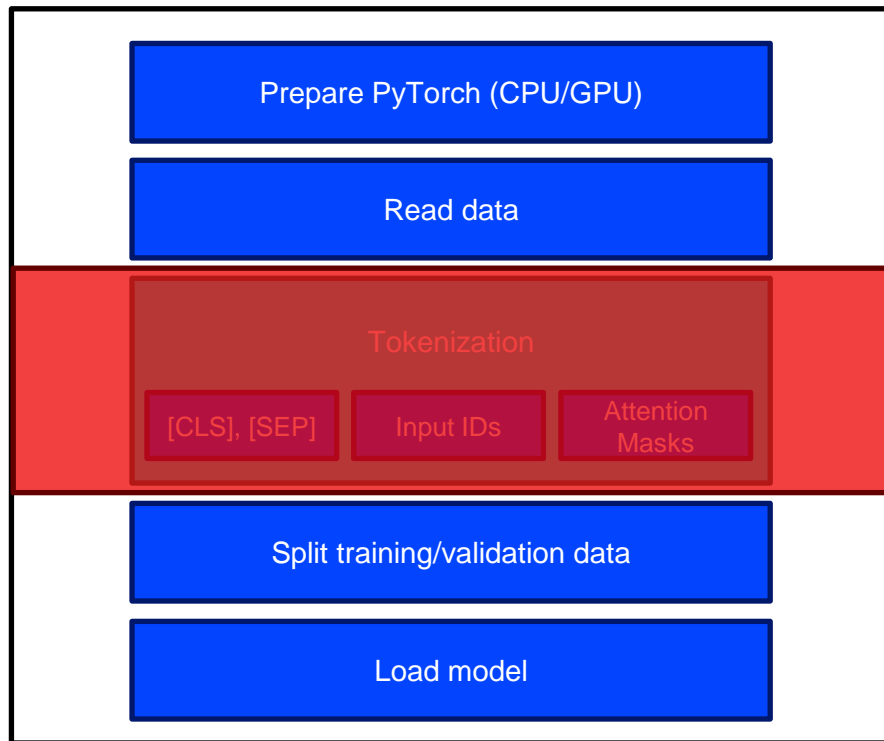 Prepare PyTorch (CPU/GPU)
Read data
Tokenization
[CLS], [SEP]
Input IDs
Attention
Masks
Split training/validation data
Load model